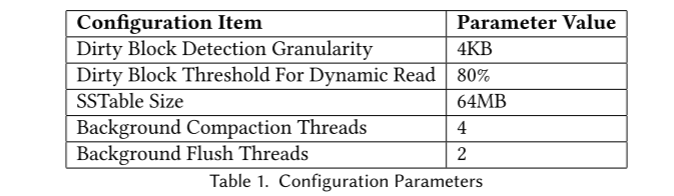 Configuration Item Parameter Value
Dirty Block Detection Granularity 4KB
Dirty Block Threshold For Dynamic Read 80%
SSTable Size 64MB
Background Compaction Threads 4
Background Flush Threads 2
Table 1. Configuration Parameters